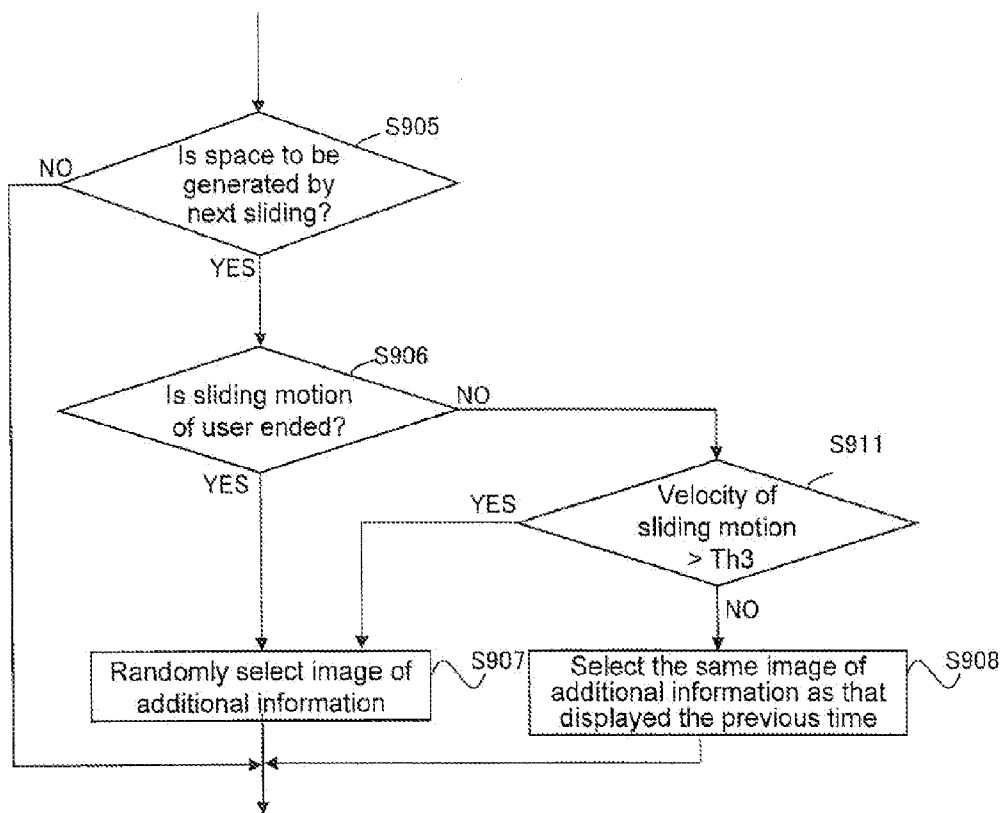 S905
NO
Is space to be
generated by
next sliding?
YES
S906
Is sliding motion
of user ended?
NO
YES
S911
Velocity of
sliding motion
> Th3
YES
NO
Randomly select image of
additional information
S907
Select the same image of
additional information as that
displayed the previous time
S908